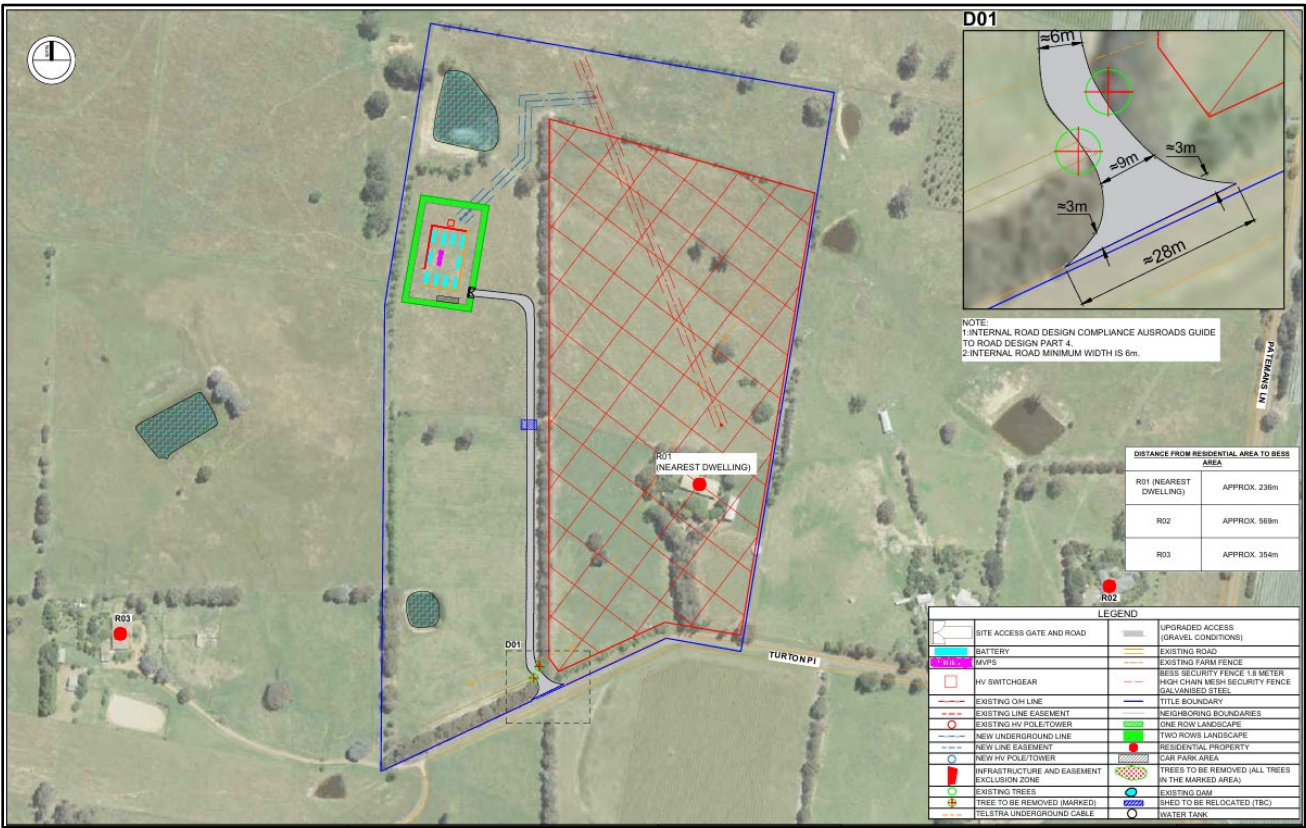 D01
≈6m
≈9m
≈3m
≈3m
≈28m
NOTE:
1:INTERNAL ROAD DESIGN COMPLIANCE AUSROADS GUIDE
TO ROAD DESIGN PART 4.
2:INTERNAL ROAD MINIMUM WIDTH IS 6m.
PATEMANS LN
R01
(NEAREST DWELLING)
DISTANCE FROM RESIDENTIAL AREA TO BESS
AREA
R01 (NEAREST
DWELLING)
APPROX. 236m
R02
APPROX. 569m
R03
APPROX. 354m
R02
R03
D01
TURTON Pl
LEGEND
SITE ACCESS GATE AND ROAD
UPGRADED ACCESS
(GRAVEL CONDITIONS)
BATTERY
EXISTING ROAD
MVPS
EXISTING FARM FENCE
HV SWITCHGEAR
BESS SECURITY FENCE 1.8 METER
HIGH CHAIN MESH SECURITY FENCE
GALVANISED STEEL
EXISTING O/H LINE
TITLE BOUNDARY
EXISTING LINE EASEMENT
NEIGHBORING BOUNDARIES
EXISTING HV POLE/TOWER
ONE ROW LANDSCAPE
NEW UNDERGROUND LINE
TWO ROWS LANDSCAPE
NEW LINE EASEMENT
RESIDENTIAL PROPERTY
NEW HV POLE/TOWER
CAR PARK AREA
INFRASTRUCTURE AND EASEMENT
EXCLUSION ZONE
TREES TO BE REMOVED (ALL TREES
IN THE MARKED AREA)
EXISTING TREES
EXISTING DAM
TREE TO BE REMOVED (MARKED)
SHED TO BE RELOCATED (TBC)
TELSTRA UNDERGROUND CABLE
WATER TANK